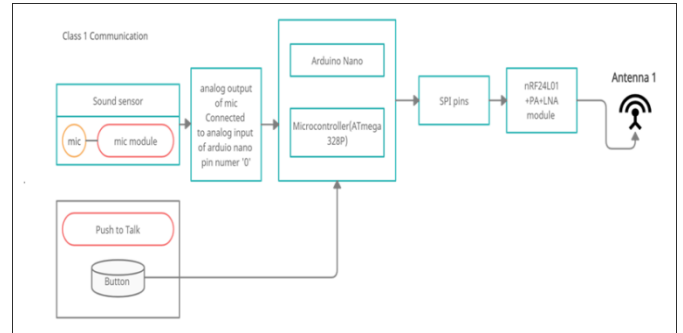 Class 1 Communication
Sound sensor
mic
mic module
analog output
of mic
Connected
to analog input
of arduio nano
pin numer '0'
Arduino Nano
Microcontroller(ATmega
328P)
SPI pins
nRF24L01
+PA+LNA
module
Antenna 1
Push to Talk
Button